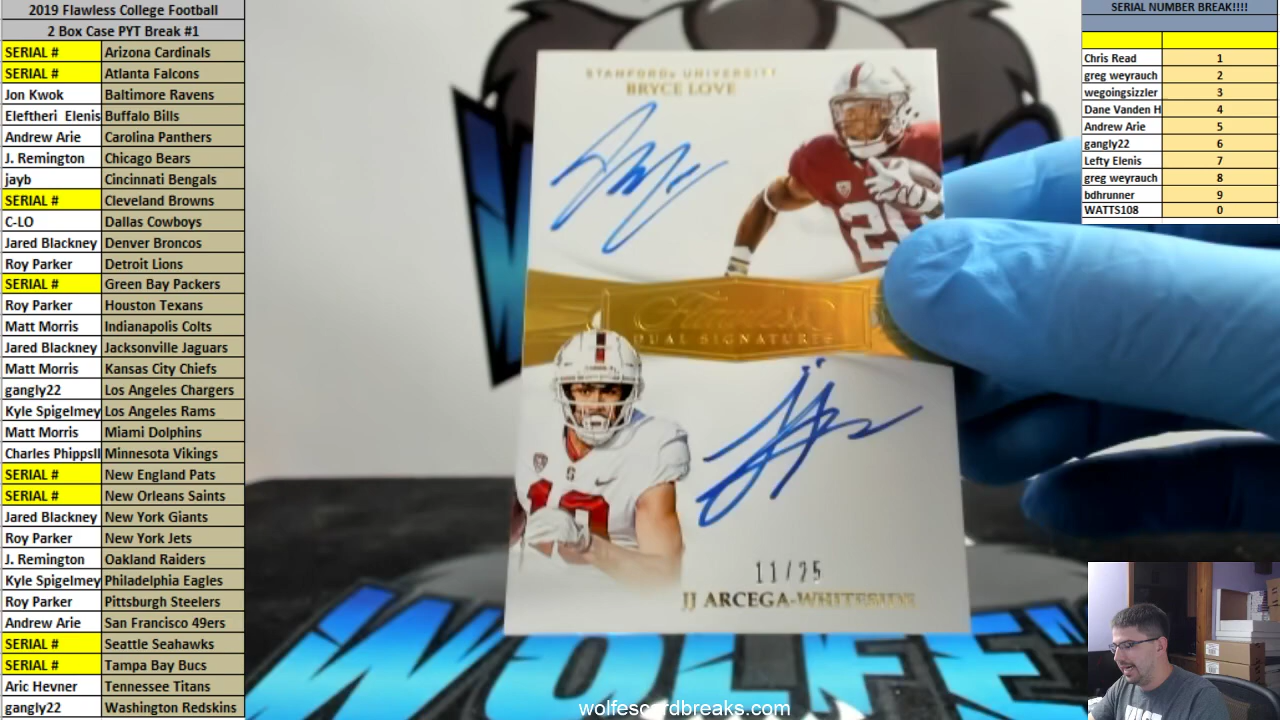 2019 Flawless College Football
2 Box Case PYT Break #1
SERIAL # Arizona Cardinals
SERIAL # Atlanta Falcons
Jon Kwok Baltimore Ravens
Eleftheri Elenis Buffalo Bills
Andrew Arie Carolina Panthers
J. Remington Chicago Bears
jayb Cincinnati Bengals
SERIAL # Cleveland Browns
C-LO Dallas Cowboys
Jared Blackney Denver Broncos
Roy Parker Detroit Lions
SERIAL # Green Bay Packers
Roy Parker Houston Texans
Matt Morris Indianapolis Colts
Jared Blackney Jacksonville Jaguars
Matt Morris Kansas City Chiefs
gangly22 Los Angeles Chargers
Kyle Spigelmey Los Angeles Rams
Matt Morris Miami Dolphins
Charles Phippsll Minnesota Vikings
SERIAL # New England Pats
SERIAL # New Orleans Saints
Jared Blackney New York Giants
Roy Parker New York Jets
J. Remington Oakland Raiders
Kyle Spigelmey Philadelphia Eagles
Roy Parker Pittsburgh Steelers
Andrew Arie San Francisco 49ers
SERIAL # Seattle Seahawks
SERIAL # Tampa Bay Bucs
Aric Hevner Tennessee Titans
gangly22 Washington Redskins
STANFORD® UNIVERSITY
BRYCE LOVE
Flawless
DUAL SIGNATURES
11/25
JJ ARCEGA-WHITESIDE
WOLFE
wolfescardbreaks.com
SERIAL NUMBER BREAK!!!!
Chris Read 1
greg weyrauch 2
wegoingsizzler 3
Dane Vanden H 4
Andrew Arie 5
gangly22 6
Lefty Elenis 7
greg weyrauch 8
bdhrunner 9
WATTS108 0